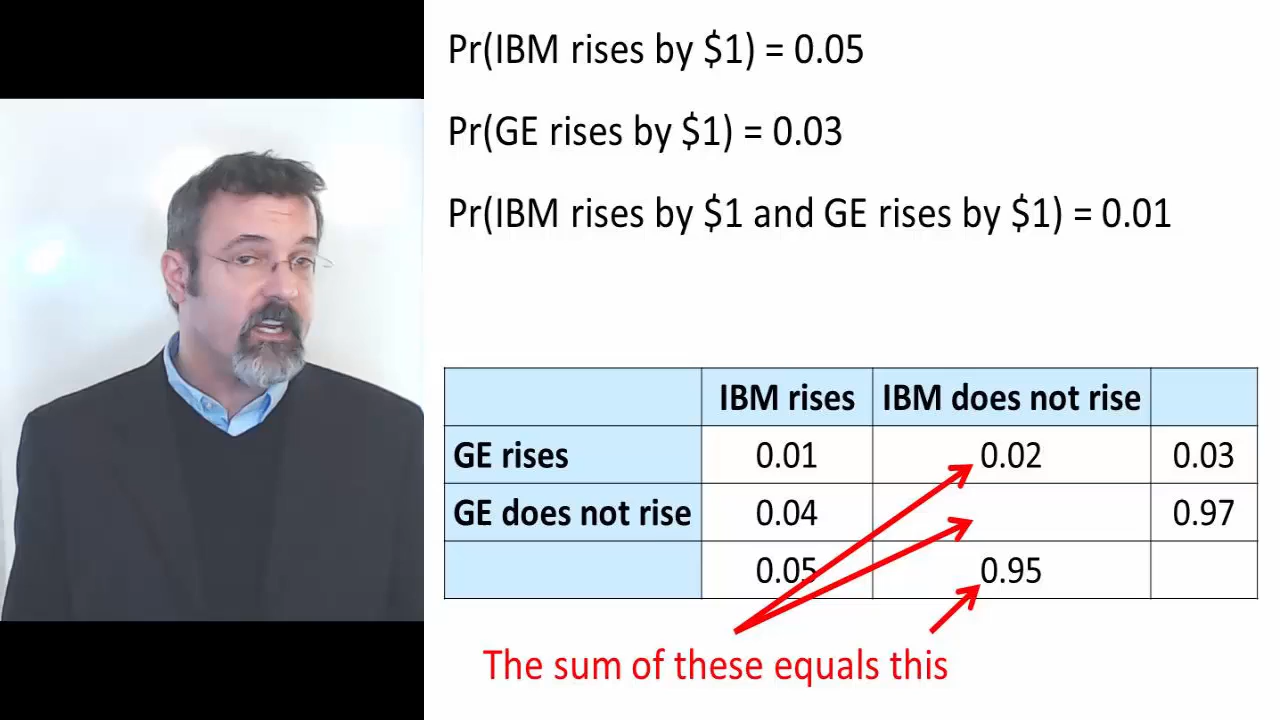 Pr(IBM rises by $1) = 0.05
Pr(GE rises by $1) = 0.03
Pr(IBM rises by $1 and GE rises by $1) = 0.01
IBM rises IBM does not rise
GE rises 0.01 0.02 0.03
GE does not rise 0.04 0.97
0.05 0.95
The sum of these equals this